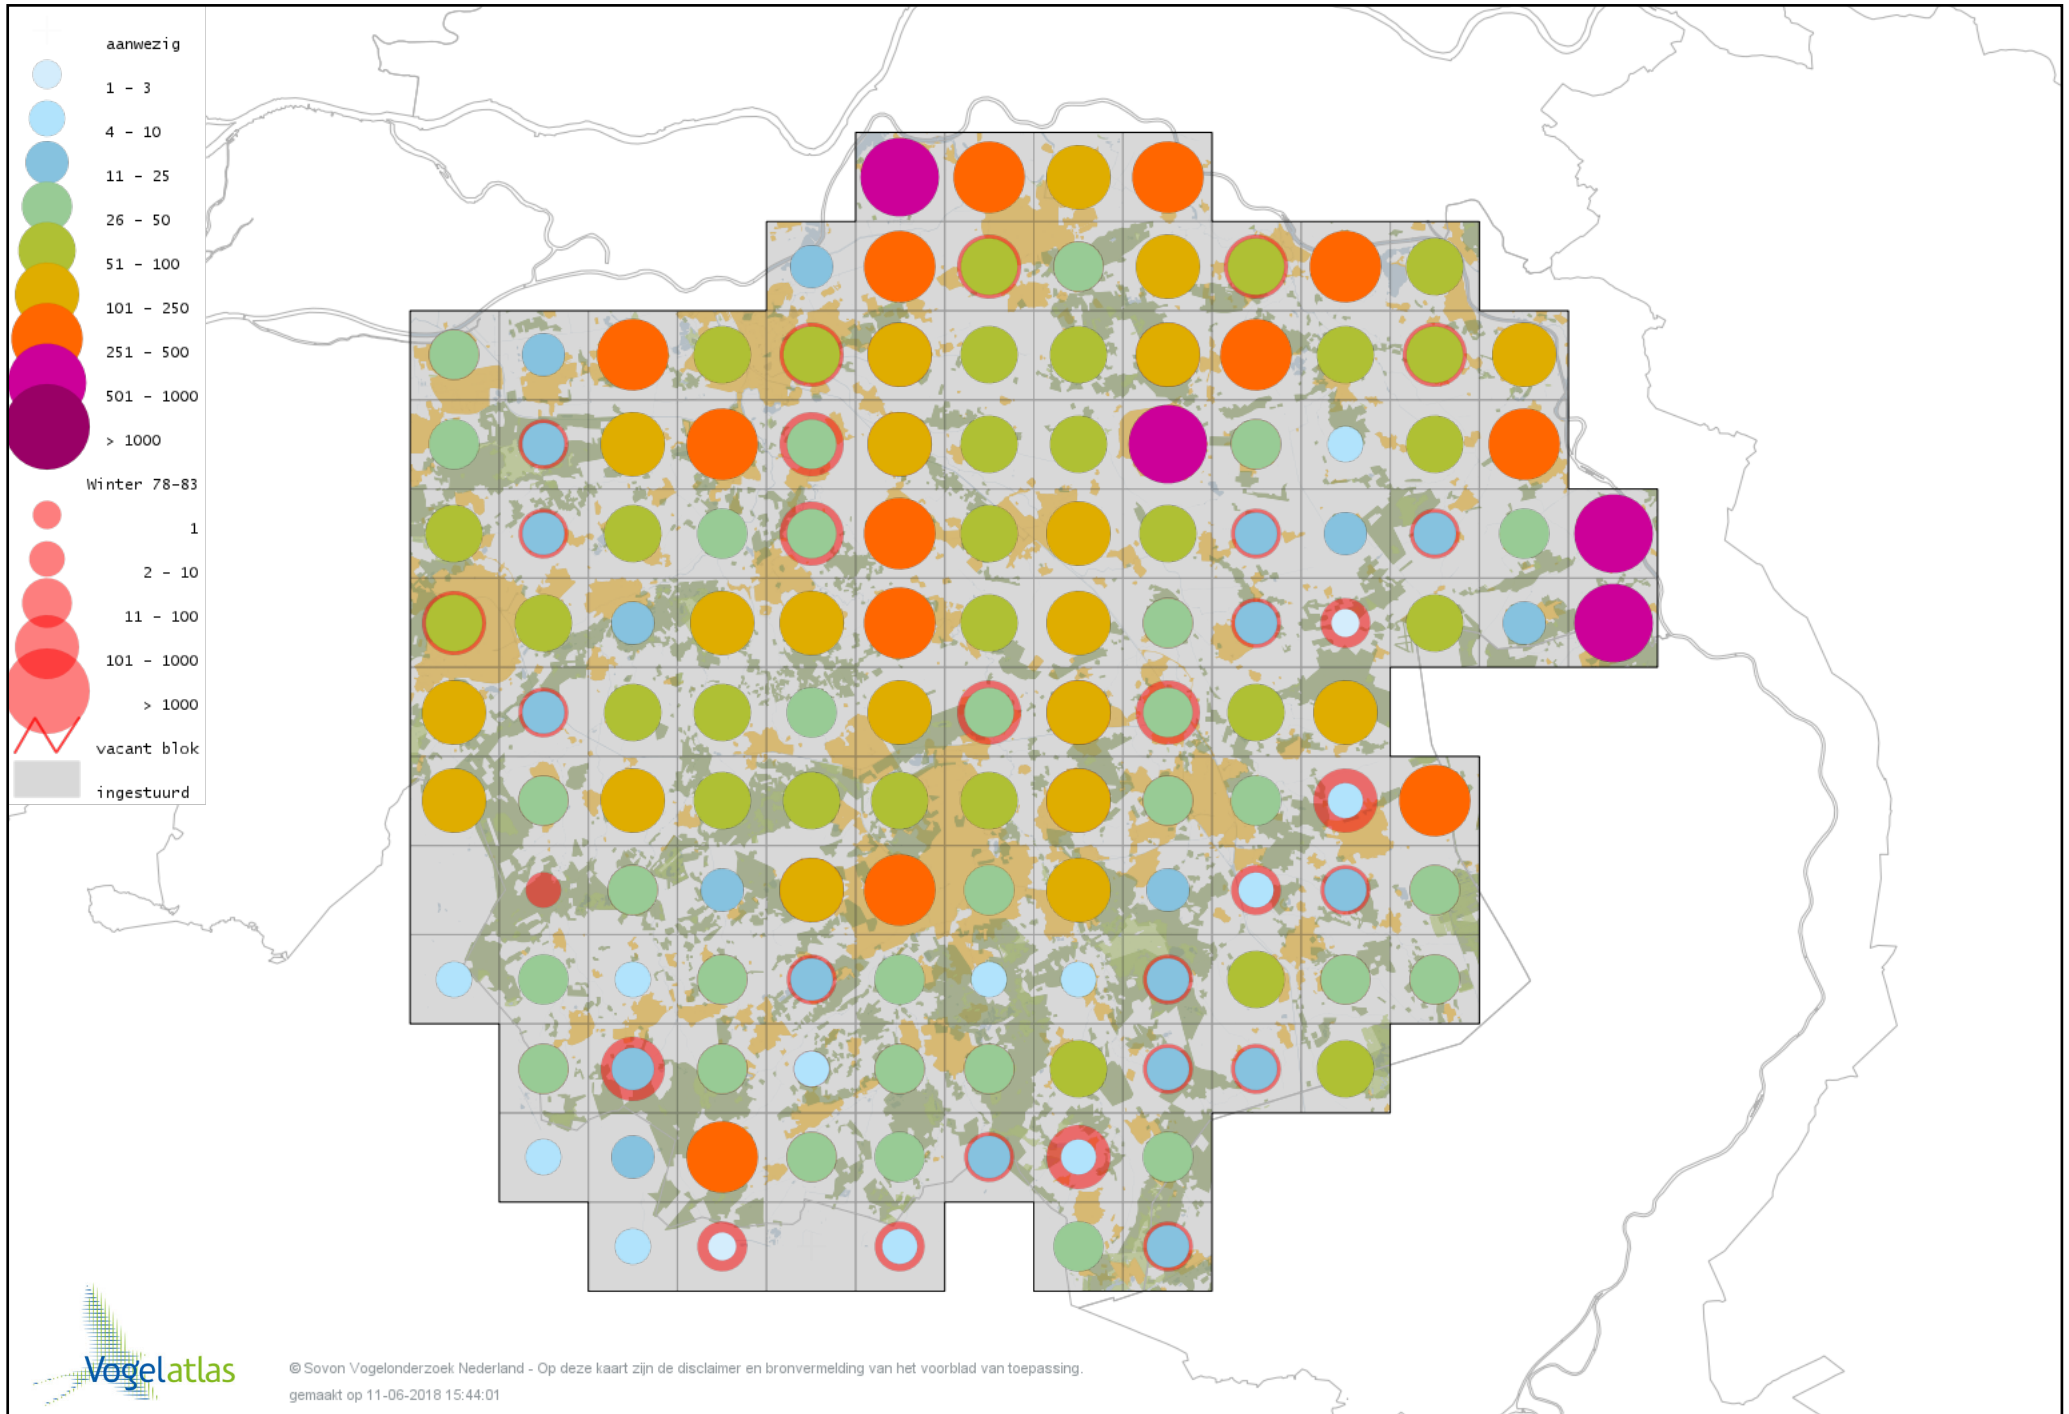 aanwezig
1 - 3
4 - 10
11 - 25
26 - 50
51 - 100
101 - 250
251 - 500
501 - 1000
> 1000
Winter 78-83
1
2 - 10
11 - 100
101 - 1000
> 1000
vacant blok
ingestuurd
Vogelatlas
© Sovon Vogelonderzoek Nederland - Op deze kaart zijn de disclaimer en bronvermelding van het voorblad van toepassing.
gemaakt op 11-06-2018 15:44:01